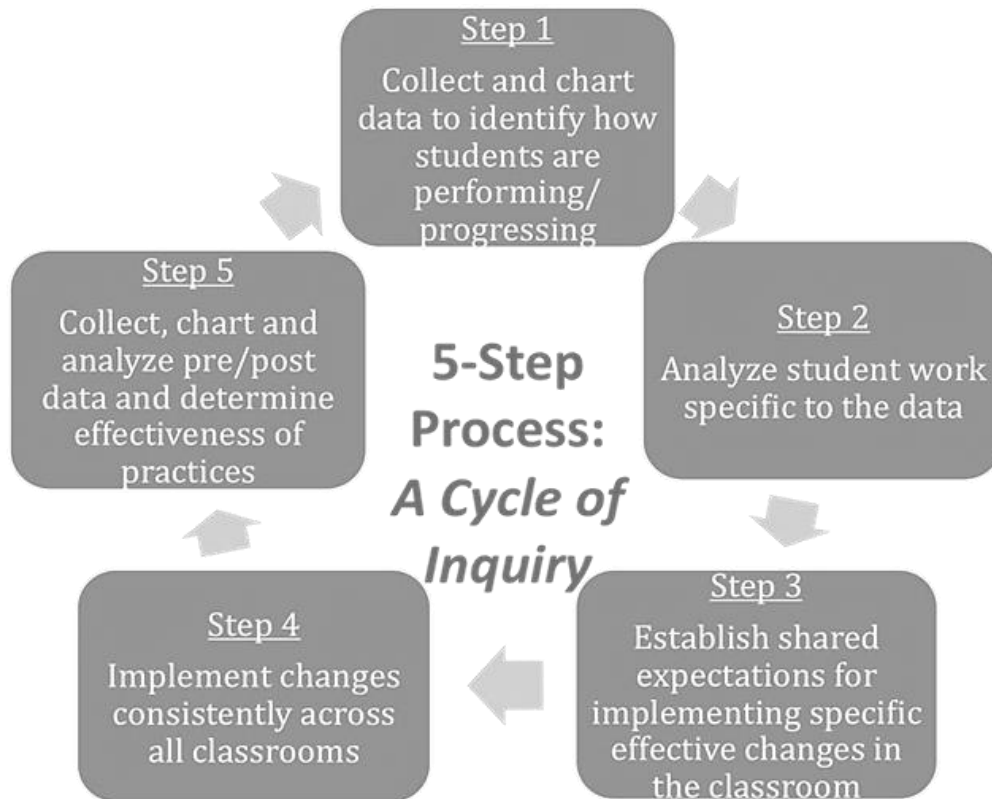 Step 1
Collect and chart
data to identify how
students are
performing/
progressing
Step 2
Analyze student work
specific to the data
Step 3
Establish shared
expectations for
implementing specific
effective changes in
the classroom
Step 4
Implement changes
consistently across
all classrooms
Step 5
Collect, chart and
analyze pre/post
data and determine
effectiveness of
practices
5-Step
Process:
A Cycle of
Inquiry